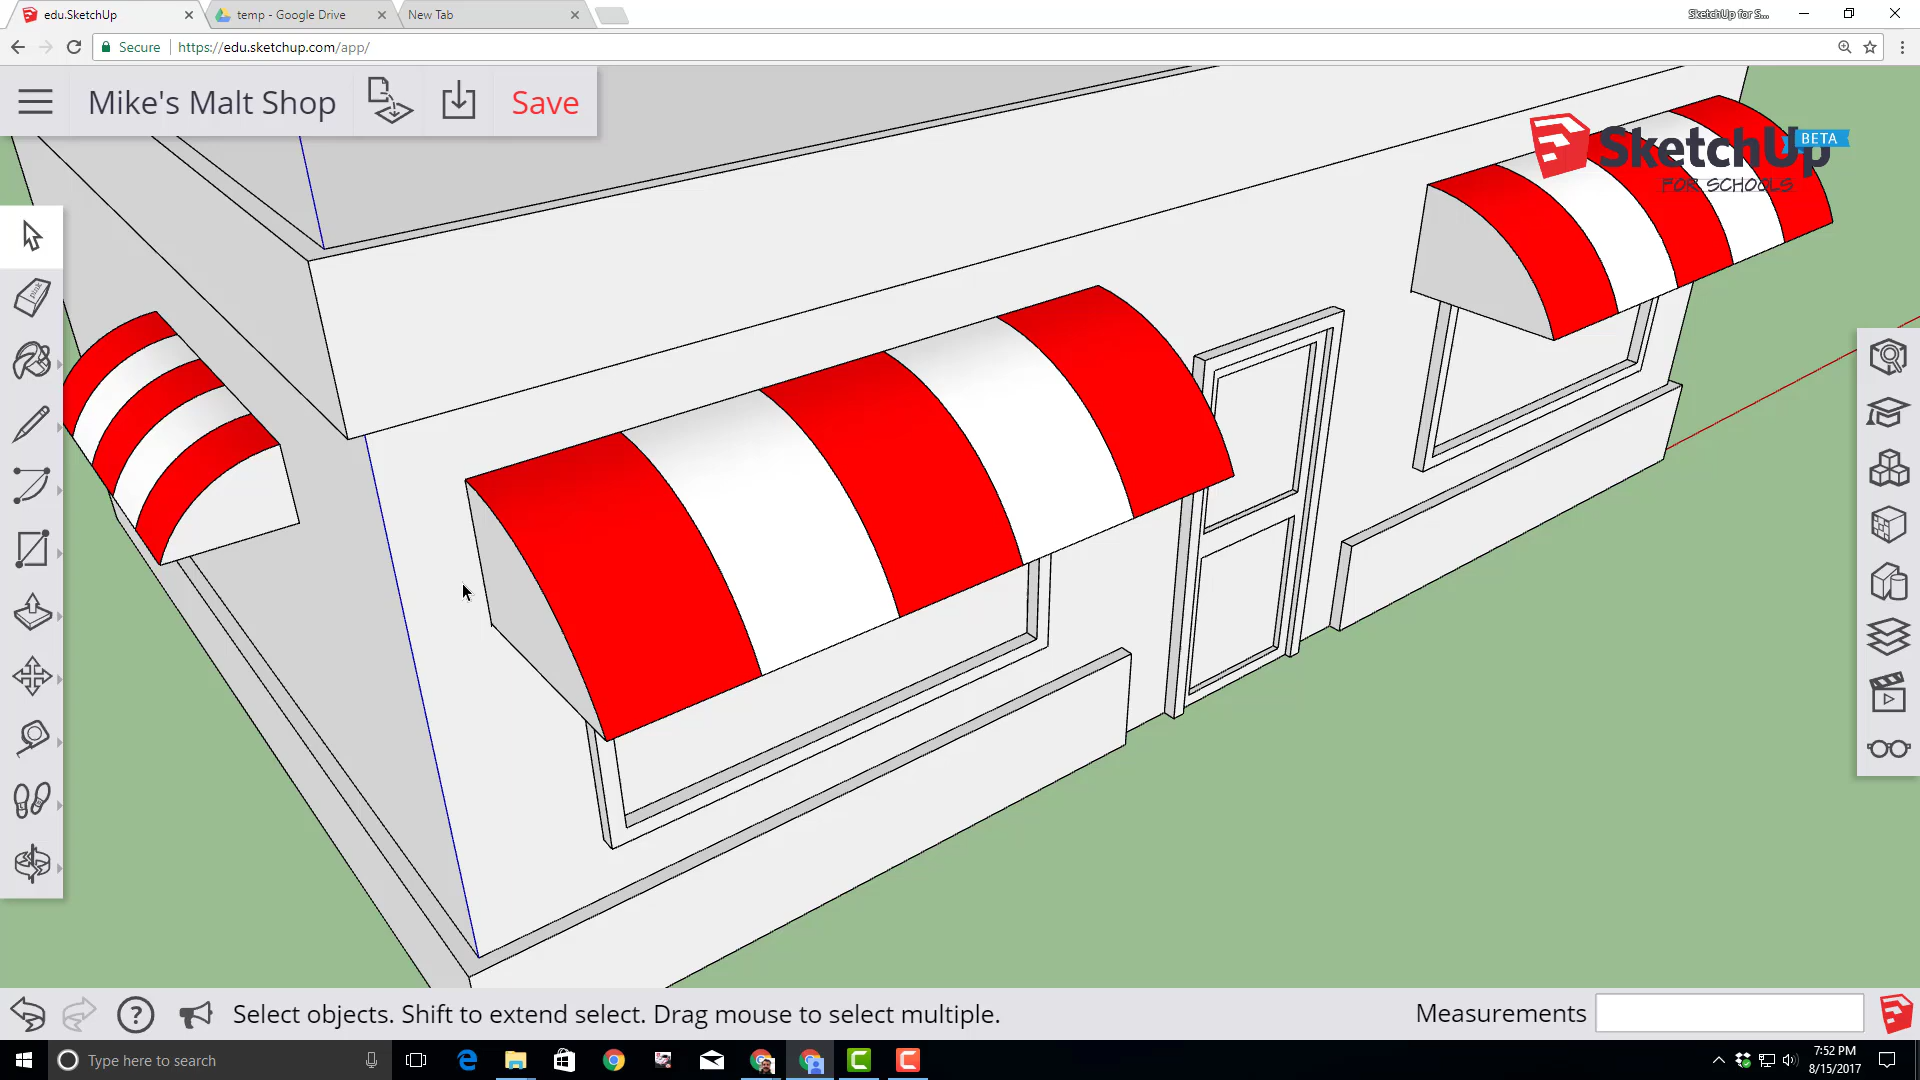 edu.SketchUp
temp - Google Drive
New Tab
SketchUp for S...
Secure
https://edu.sketchup.com/app/
Mike's Malt Shop
Save
SketchUp
BETA
FOR SCHOOLS
Select objects. Shift to extend select. Drag mouse to select multiple.
Measurements
Type here to search
7:52 PM
8/15/2017